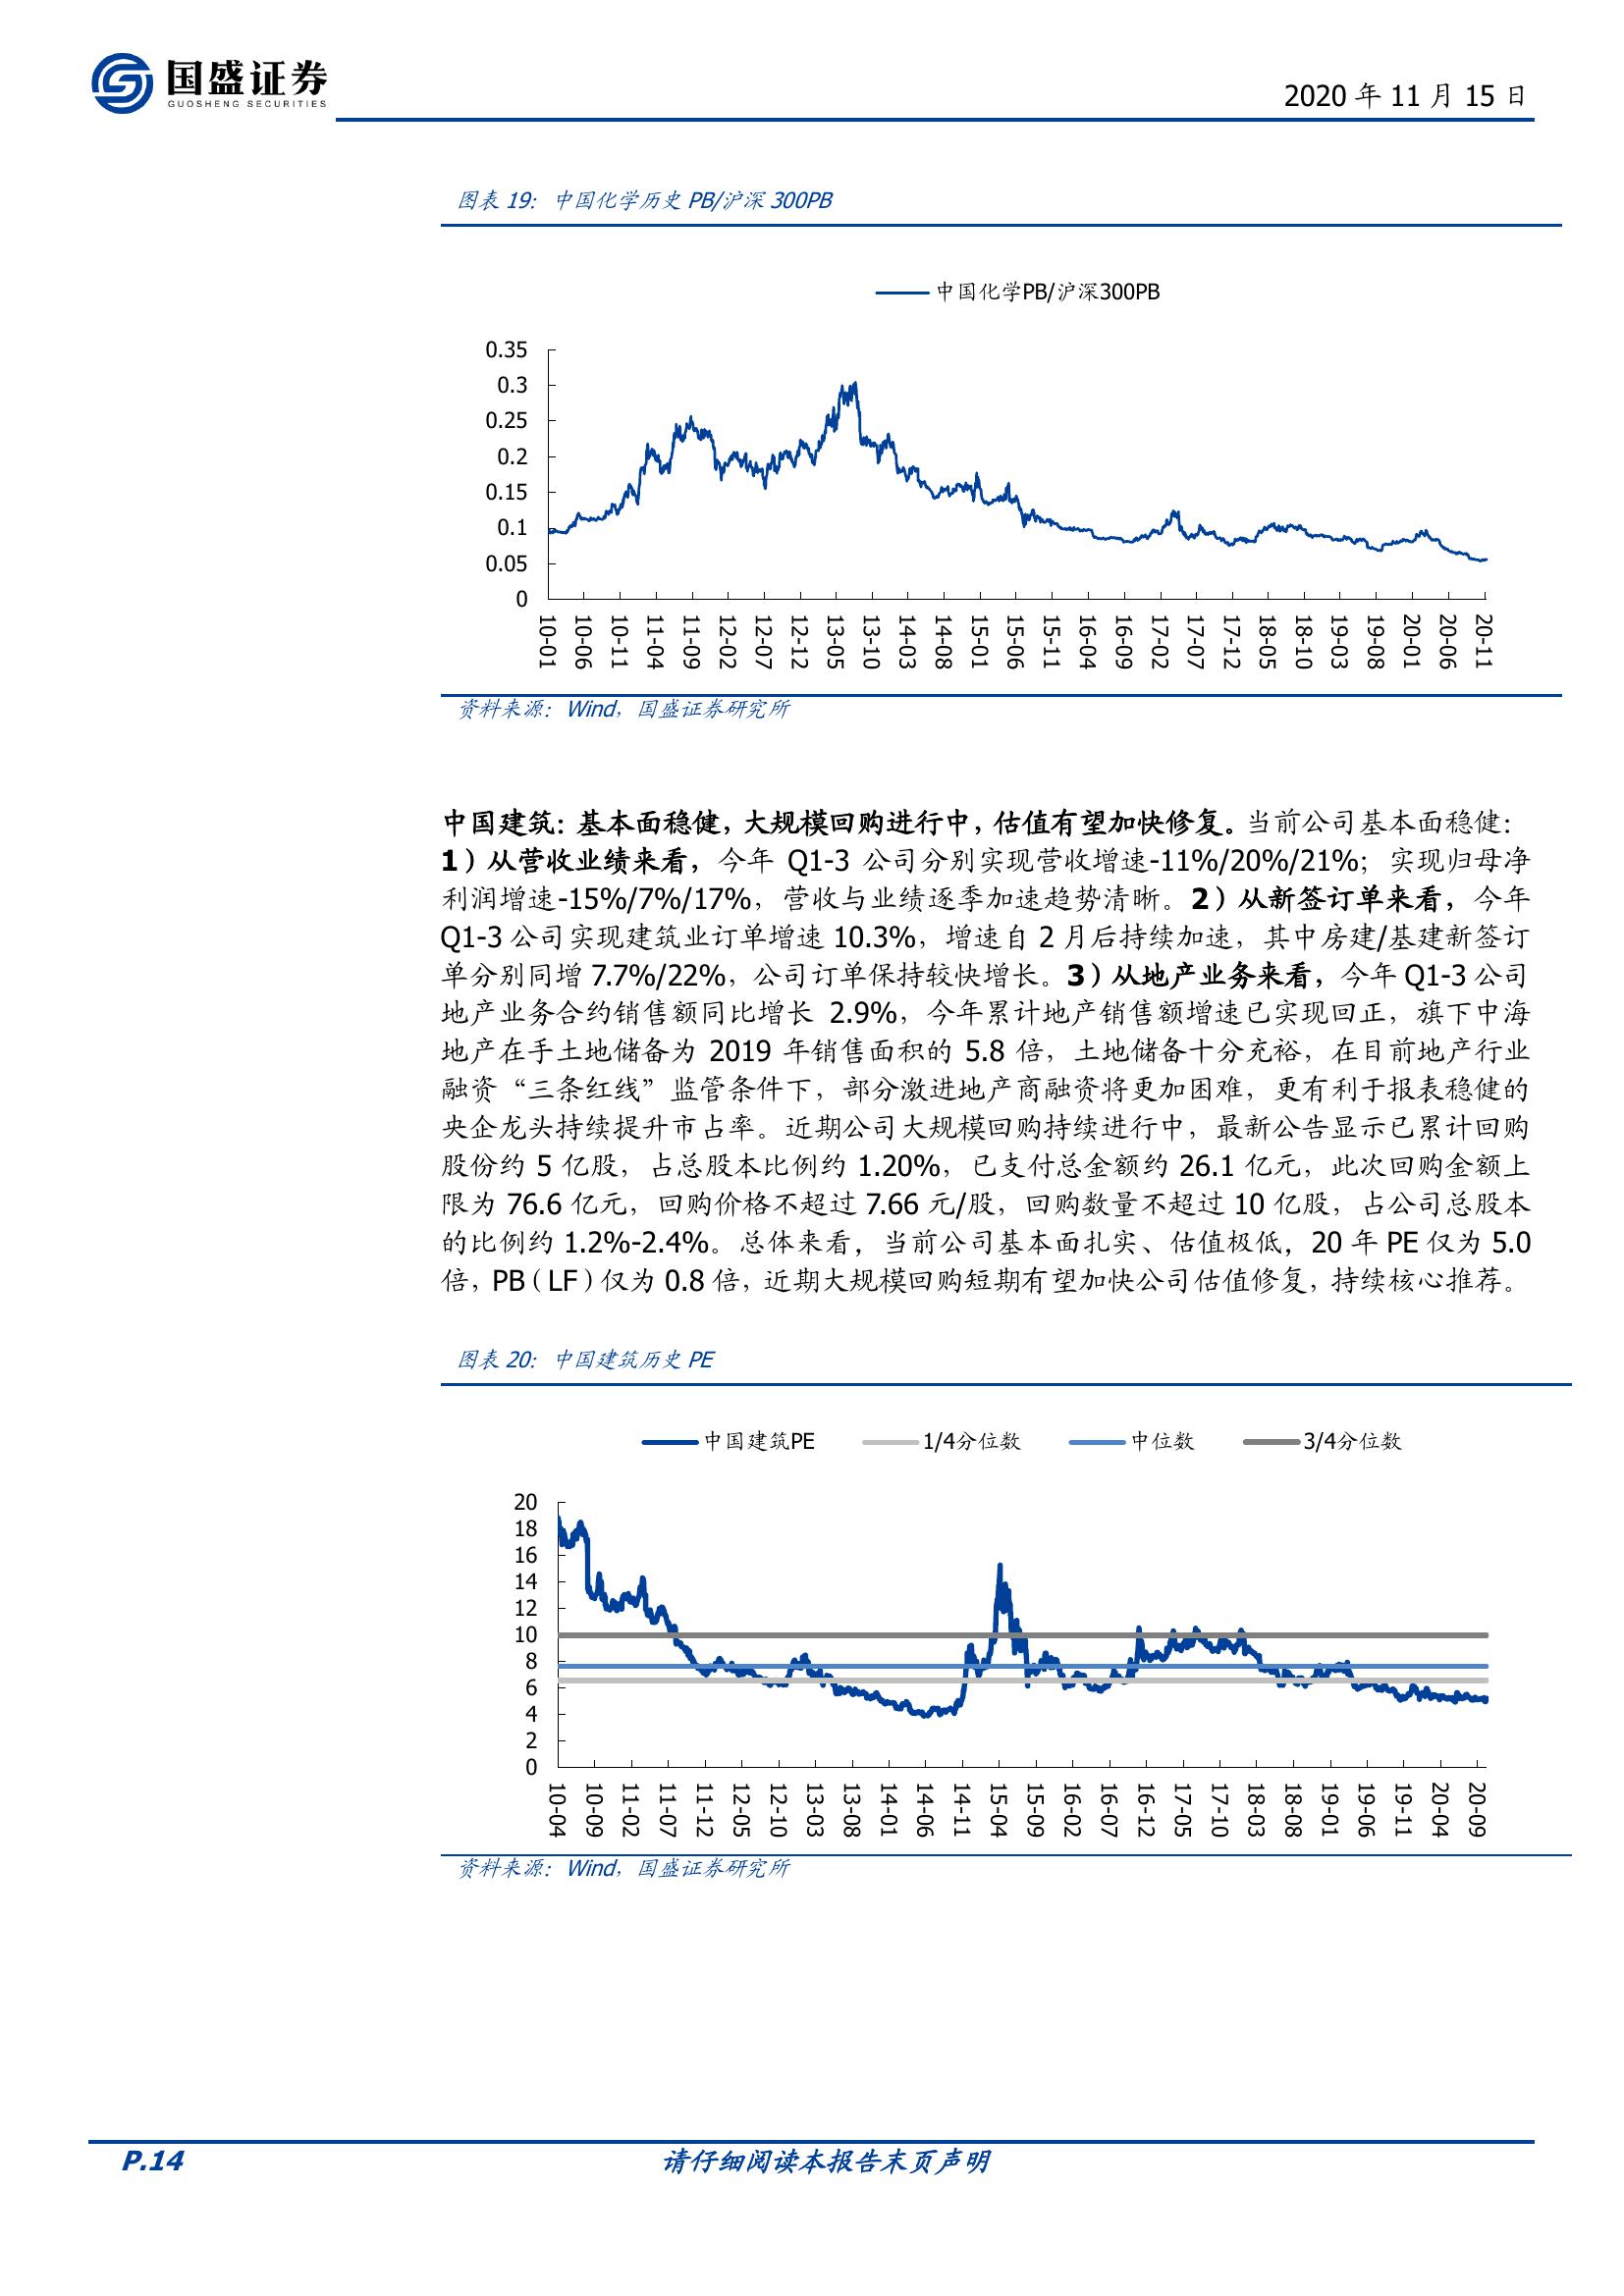 国盛证券
GUOSHENG SECURITIES
2020 年 11 月 15 日
图表 19： 中国化学历史 PB/沪深 300PB
中国化学PB/沪深300PB
0.35
0.3
0.25
0.2
0.15
0.1
0.05
0
10-01 10-06 10-11 11-04 11-09 12-02 12-07 12-12 13-05 13-10 14-03 14-08 15-01 15-06 15-11 16-04 16-09 17-02 17-07 17-12 18-05 18-10 19-03 19-08 20-01 20-06 20-11
资料来源：Wind，国盛证券研究所
中国建筑：基本面稳健，大规模回购进行中，估值有望加快修复。当前公司基本面稳健：
1）从营收业绩来看，今年 Q1-3 公司分别实现营收增速-11%/20%/21%；实现归母净
利润增速-15%/7%/17%，营收与业绩逐季加速趋势清晰。2）从新签订单来看，今年
Q1-3 公司实现建筑业订单增速 10.3%，增速自 2 月后持续加速，其中房建/基建新签订
单分别同增 7.7%/22%，公司订单保持较快增长。3）从地产业务来看，今年 Q1-3 公司
地产业务合约销售额同比增长 2.9%，今年累计地产销售额增速已实现回正，旗下中海
地产在手土地储备为 2019 年销售面积的 5.8 倍，土地储备十分充裕，在目前地产行业
融资“三条红线”监管条件下，部分激进地产商融资将更加困难，更有利于报表稳健的
央企龙头持续提升市占率。近期公司大规模回购持续进行中，最新公告显示已累计回购
股份约 5 亿股，占总股本比例约 1.20%，已支付总金额约 26.1 亿元，此次回购金额上
限为 76.6 亿元，回购价格不超过 7.66 元/股，回购数量不超过 10 亿股，占公司总股本
的比例约 1.2%-2.4%。总体来看，当前公司基本面扎实、估值极低，20 年 PE 仅为 5.0
倍，PB（LF）仅为 0.8 倍，近期大规模回购短期有望加快公司估值修复，持续核心推荐。
图表 20： 中国建筑历史 PE
中国建筑PE 1/4分位数 中位数 3/4分位数
20
18
16
14
12
10
8
6
4
2
0
10-04 10-09 11-02 11-07 11-12 12-05 12-10 13-03 13-08 14-01 14-06 14-11 15-04 15-09 16-02 16-07 16-12 17-05 17-10 18-03 18-08 19-01 19-06 19-11 20-04 20-09
资料来源：Wind，国盛证券研究所
P.14 请仔细阅读本报告末页声明